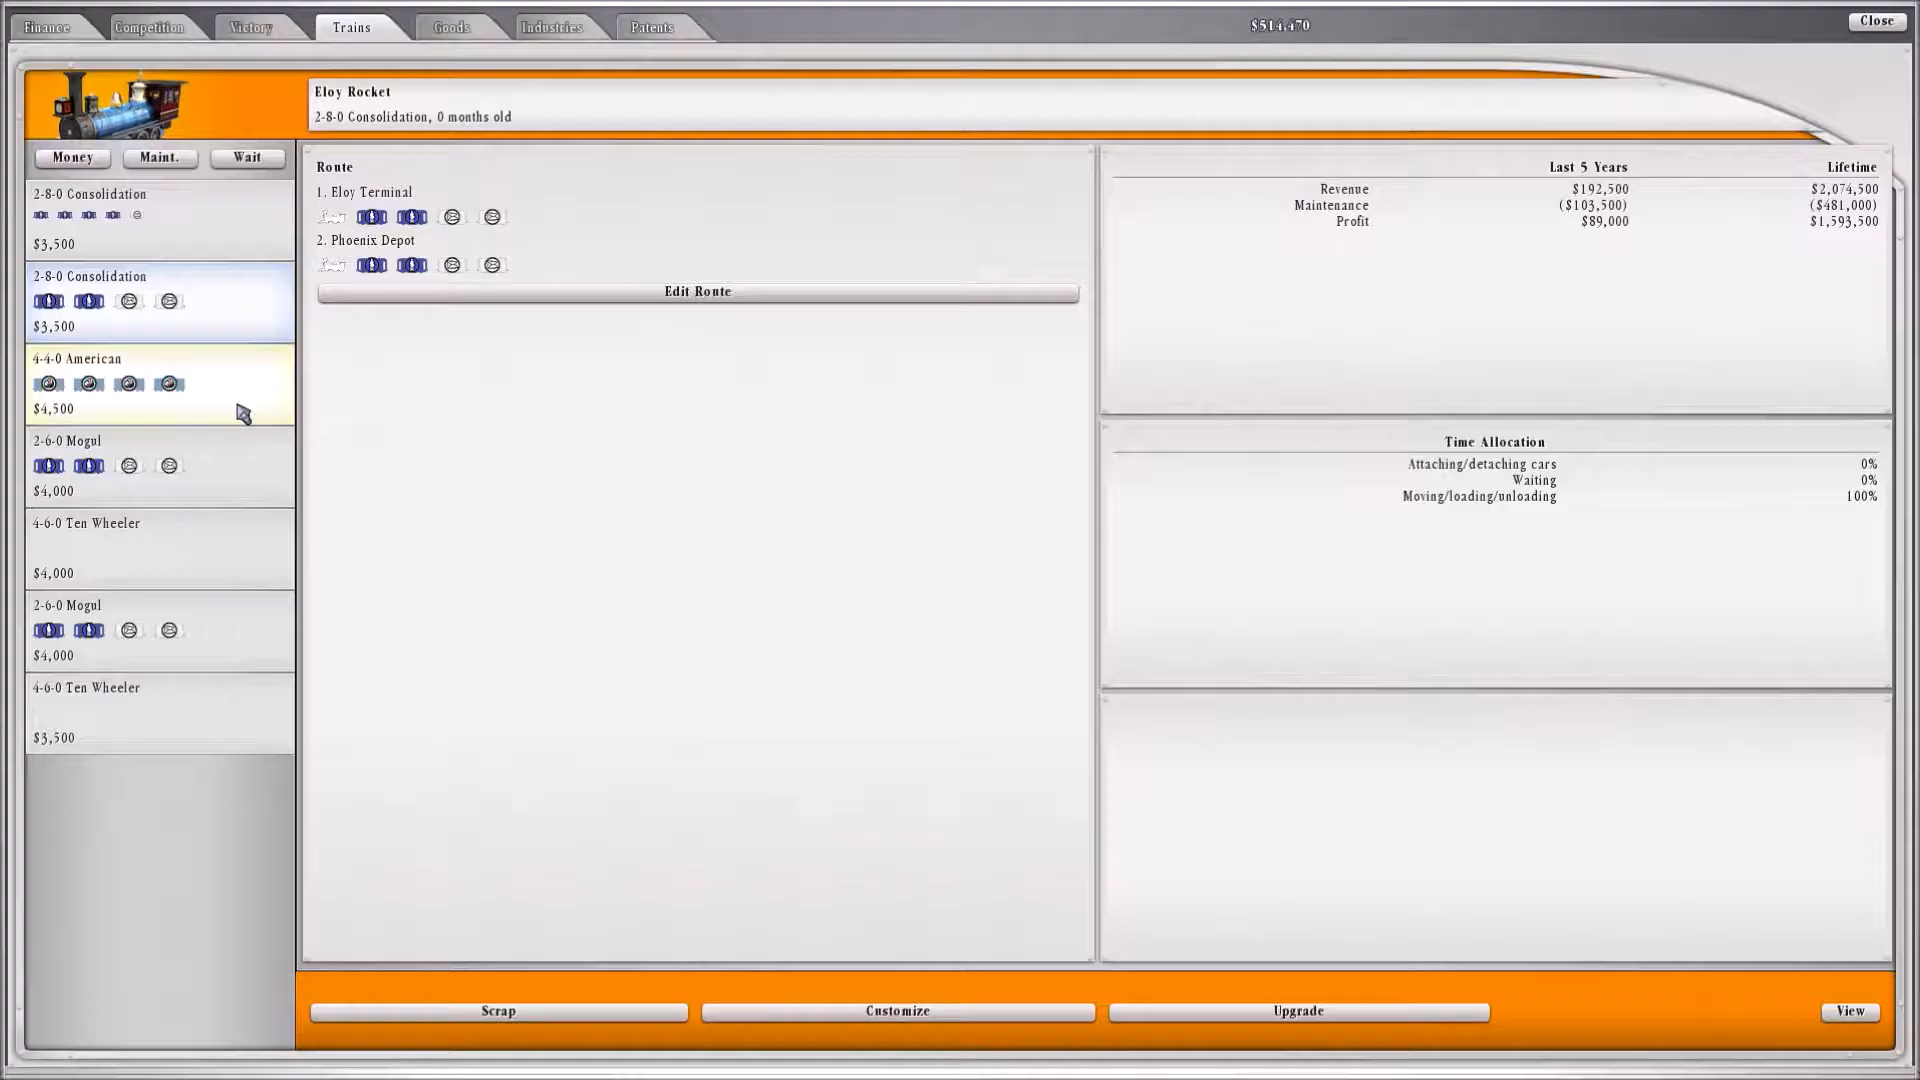 Finance Competition Victory Trains Goods Industries Patents $514,470 Close
Eloy Rocket
2-8-0 Consolidation, 0 months old
Money Maint. Wait
2-8-0 Consolidation
$3,500
2-8-0 Consolidation
$3,500
4-4-0 American
$4,500
2-6-0 Mogul
$4,000
4-6-0 Ten Wheeler
$4,000
2-6-0 Mogul
$4,000
4-6-0 Ten Wheeler
$3,500
Route
1. Eloy Terminal
2. Phoenix Depot
Edit Route
Last 5 Years Lifetime
Revenue $192,500 $2,074,500
Maintenance ($103,500) ($481,000)
Profit $89,000 $1,593,500
Time Allocation
Attaching/detaching cars 0%
Waiting 0%
Moving/loading/unloading 100%
Scrap Customize Upgrade View